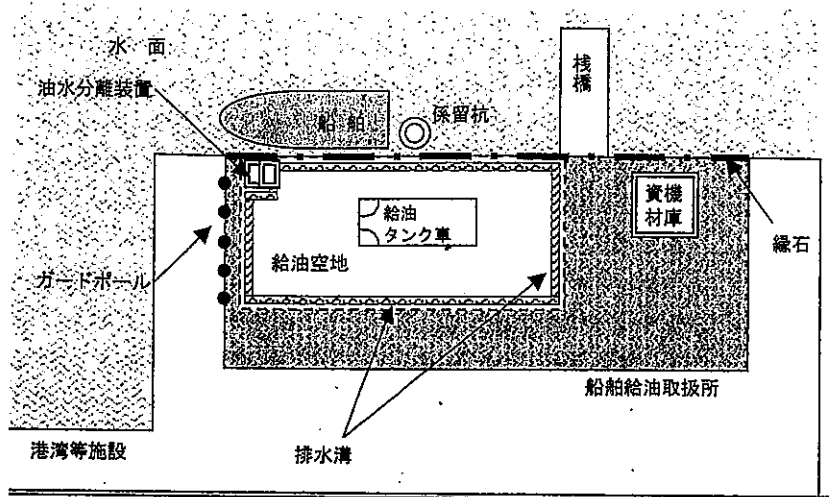 水 面
油水分離装置
船 舶
係留抗
桟橋
資機
材庫
縁石
給油
タンク車
給油空地
ガードポール
船舶給油取扱所
港湾等施設
排水溝